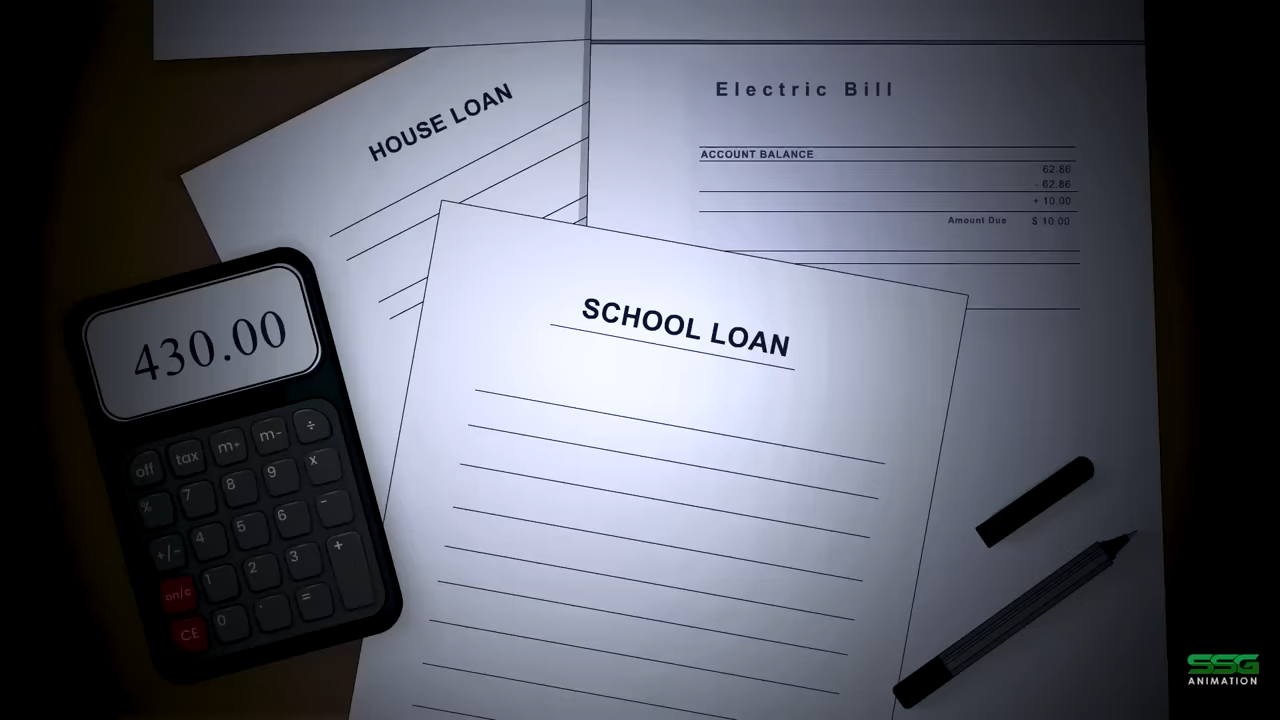 HOUSE LOAN
Electric Bill
ACCOUNT BALANCE
62.86
- 62.86
+ 10.00
Amount Due $ 10.00
SCHOOL LOAN
430.00
off tax m+ m- ÷
% 7 8 9 x
+/- 4 5 6 -
on/c 1 2 3 +
CE 0 . =
SSG
ANIMATION